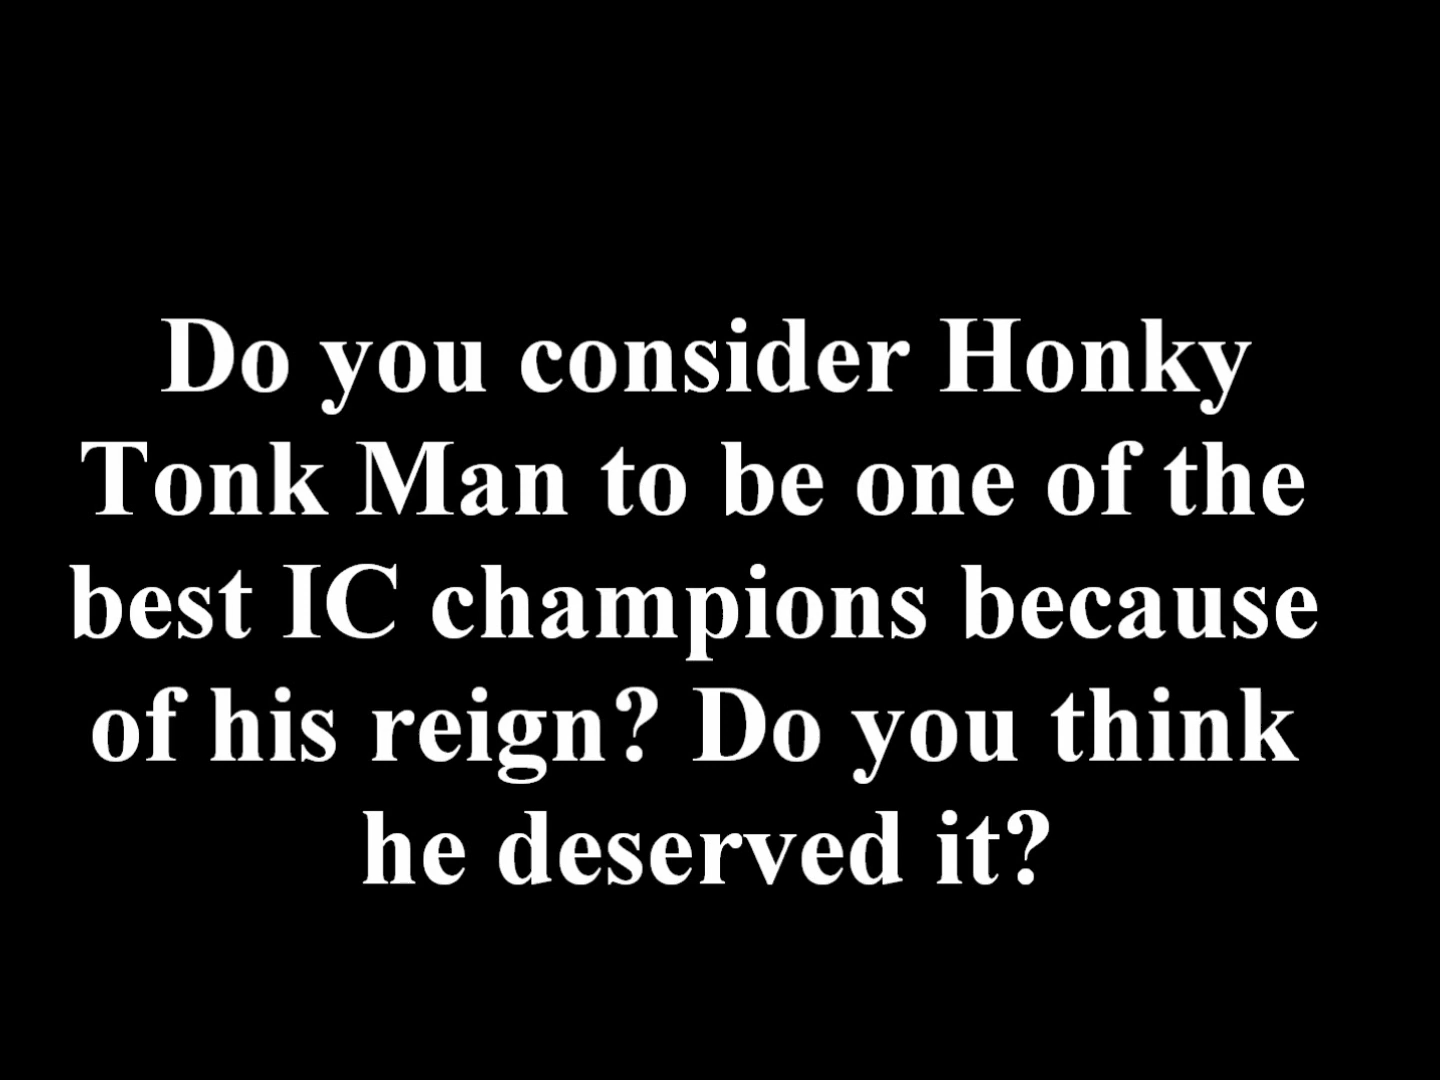 Do you consider Honky
Tonk Man to be one of the
best IC champions because
of his reign? Do you think
he deserved it?